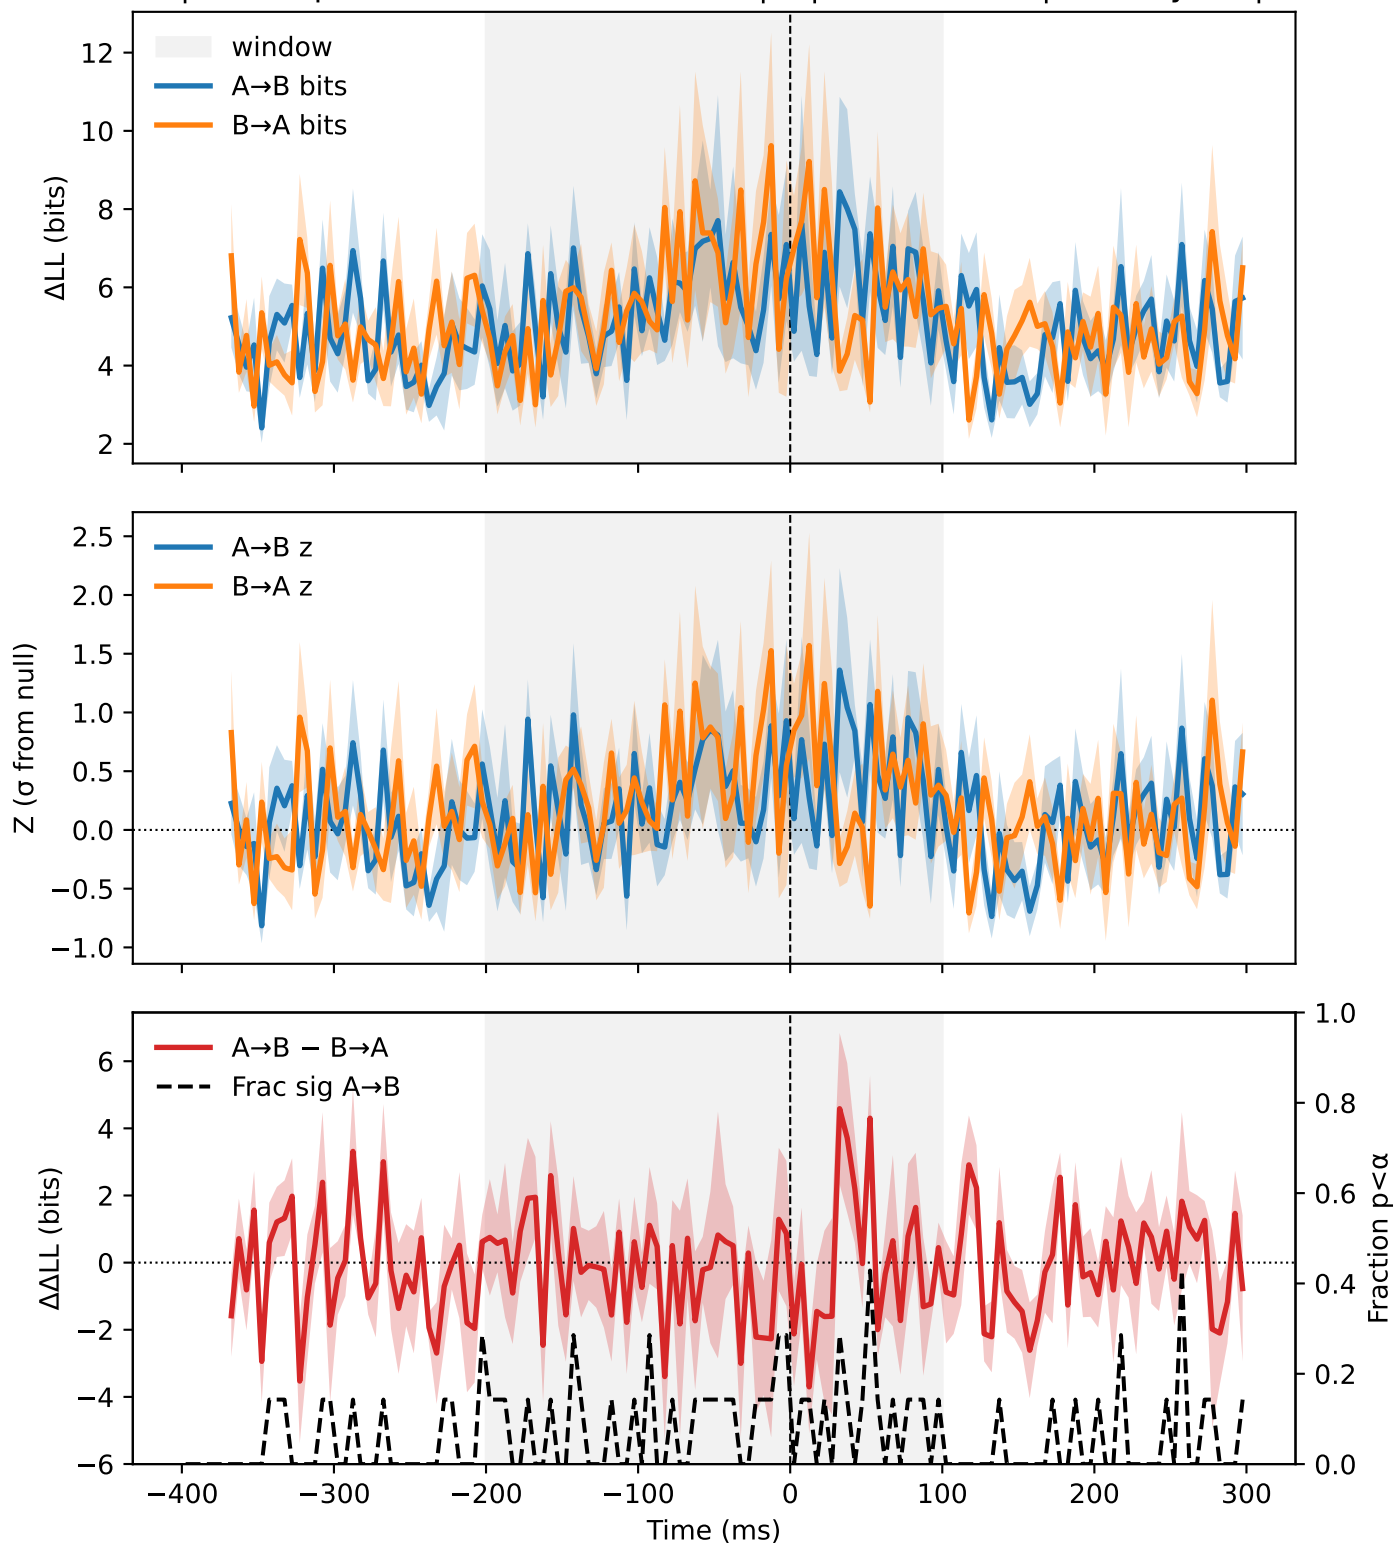 window
A→B bits
B→A bits
ΔLL (bits)
12
10
8
6
4
2
A→B z
B→A z
Z (σ from null)
2.5
2.0
1.5
1.0
0.5
0.0
−0.5
−1.0
A→B − B→A
Frac sig A→B
ΔΔLL (bits)
6
4
2
0
−2
−4
−6
1.0
0.8
0.6
0.4
0.2
0.0
Fraction p<α
−400
−300
−200
−100
0
100
200
300
Time (ms)